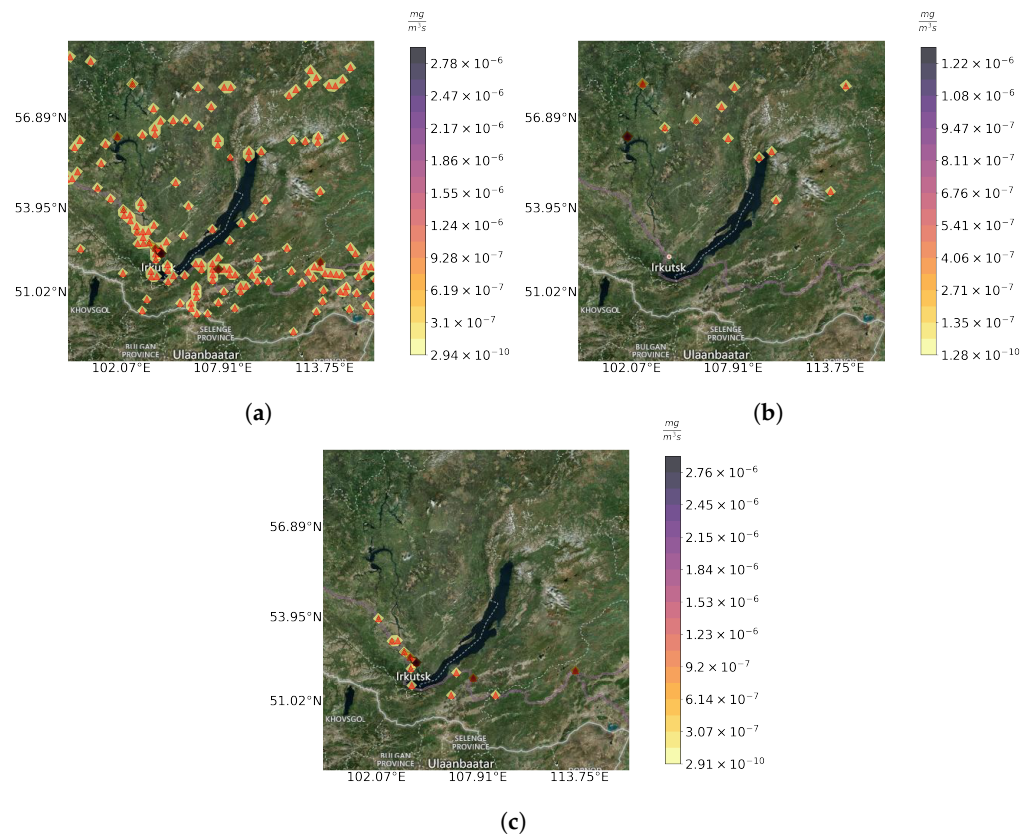 mg
m³s
2.78 × 10⁻⁶
2.47 × 10⁻⁶
2.17 × 10⁻⁶
1.86 × 10⁻⁶
1.55 × 10⁻⁶
1.24 × 10⁻⁶
9.28 × 10⁻⁷
6.19 × 10⁻⁷
3.1 × 10⁻⁷
2.94 × 10⁻¹⁰
56.89°N
53.95°N
51.02°N
Irkutsk
KHOVSGOL
SELENGE
PROVINCE
BULGAN
PROVINCE
Ulaanbaatar
102.07°E 107.91°E 113.75°E
(a)
mg
m³s
1.22 × 10⁻⁶
1.08 × 10⁻⁶
9.47 × 10⁻⁷
8.11 × 10⁻⁷
6.76 × 10⁻⁷
5.41 × 10⁻⁷
4.06 × 10⁻⁷
2.71 × 10⁻⁷
1.35 × 10⁻⁷
1.28 × 10⁻¹⁰
56.89°N
53.95°N
51.02°N
Irkutsk
KHOVSGOL
SELENGE
PROVINCE
BULGAN
PROVINCE
Ulaanbaatar
102.07°E 107.91°E 113.75°E
(b)
mg
m³s
2.76 × 10⁻⁶
2.45 × 10⁻⁶
2.15 × 10⁻⁶
1.84 × 10⁻⁶
1.53 × 10⁻⁶
1.23 × 10⁻⁶
9.2 × 10⁻⁷
6.14 × 10⁻⁷
3.07 × 10⁻⁷
2.91 × 10⁻¹⁰
56.89°N
53.95°N
51.02°N
Irkutsk
KHOVSGOL
SELENGE
PROVINCE
BULGAN
PROVINCE
Ulaanbaatar
102.07°E 107.91°E 113.75°E
(c)